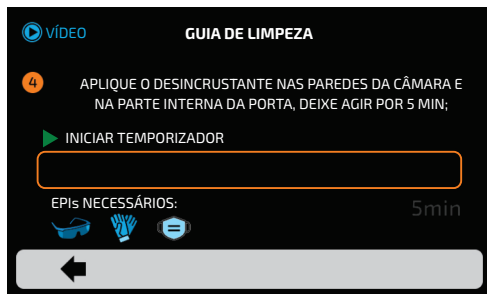 VÍDEO
GUIA DE LIMPEZA
4
APLIQUE O DESINCRUSTANTE NAS PAREDES DA CÂMARA E
NA PARTE INTERNA DA PORTA, DEIXE AGIR POR 5 MIN;
INICIAR TEMPORIZADOR
EPIs NECESSÁRIOS:
5min